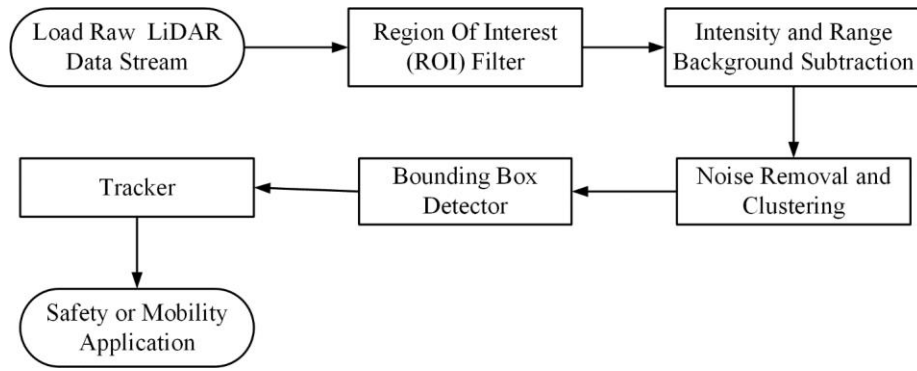 Load Raw LiDAR
Data Stream
Region Of Interest
(ROI) Filter
Intensity and Range
Background Subtraction
Noise Removal and
Clustering
Bounding Box
Detector
Tracker
Safety or Mobility
Application